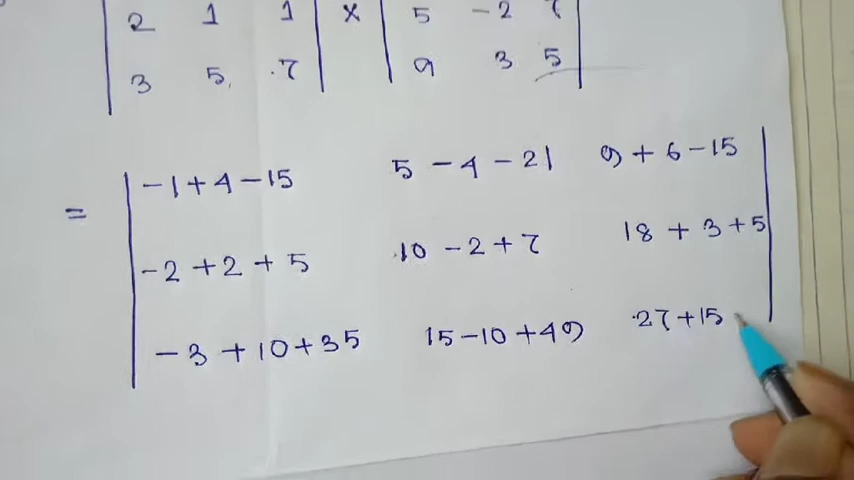 2 1 1 × 5 -2 7
3 5 7 9 3 5
= -1+4-15 5-4-21 9+6-15
-2+2+5 10-2+7 18+3+5
-3+10+35 15-10+49 27+15